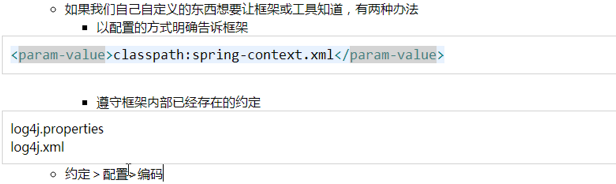 如果我们自己自定义的东西想要让框架或工具知道，有两种办法
以配置的方式明确告诉框架
<param-value>classpath:spring-context.xml</param-value>
遵守框架内部已经存在的约定
log4j.properties
log4j.xml
约定>配置>编码